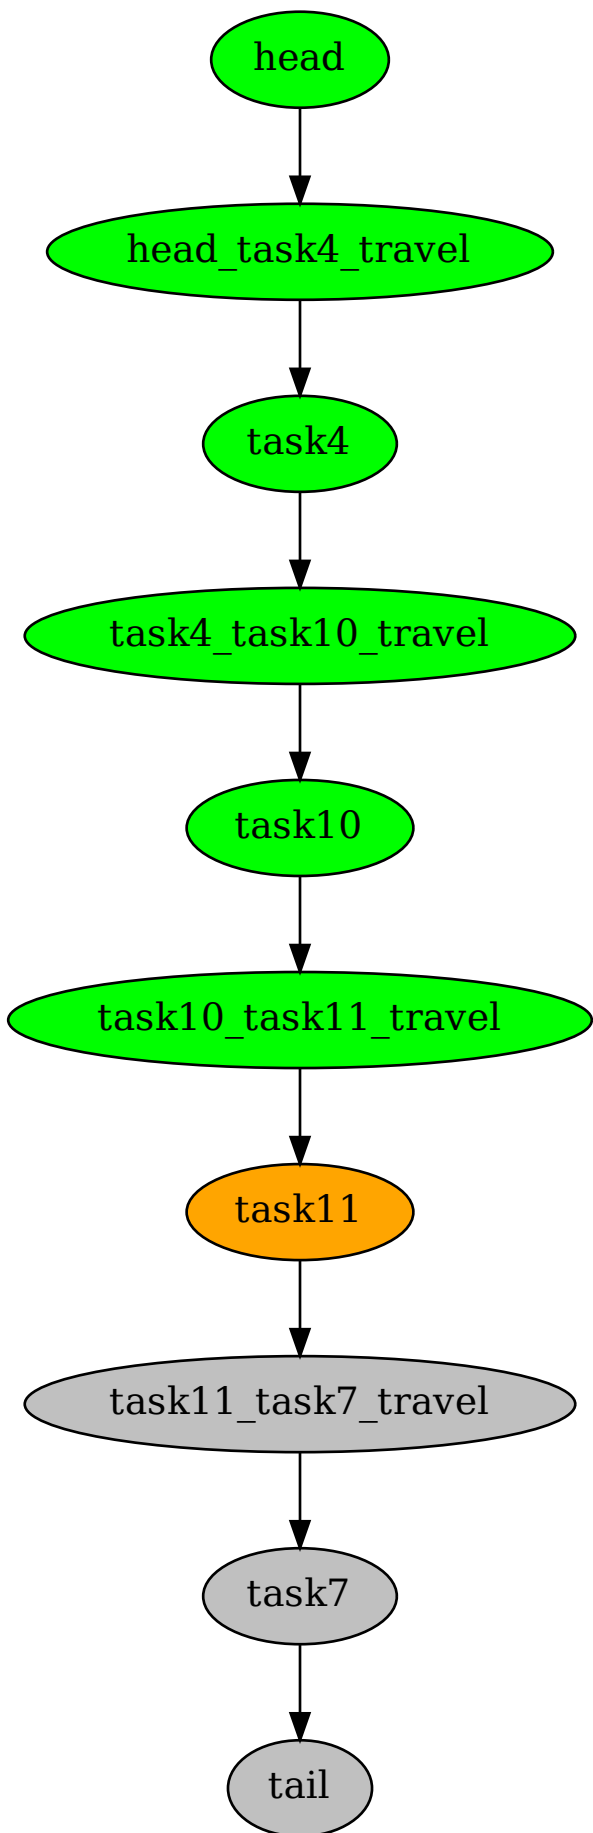 head
head_task4_travel
task4
task4_task10_travel
task10
task10_task11_travel
task11
task11_task7_travel
task7
tail